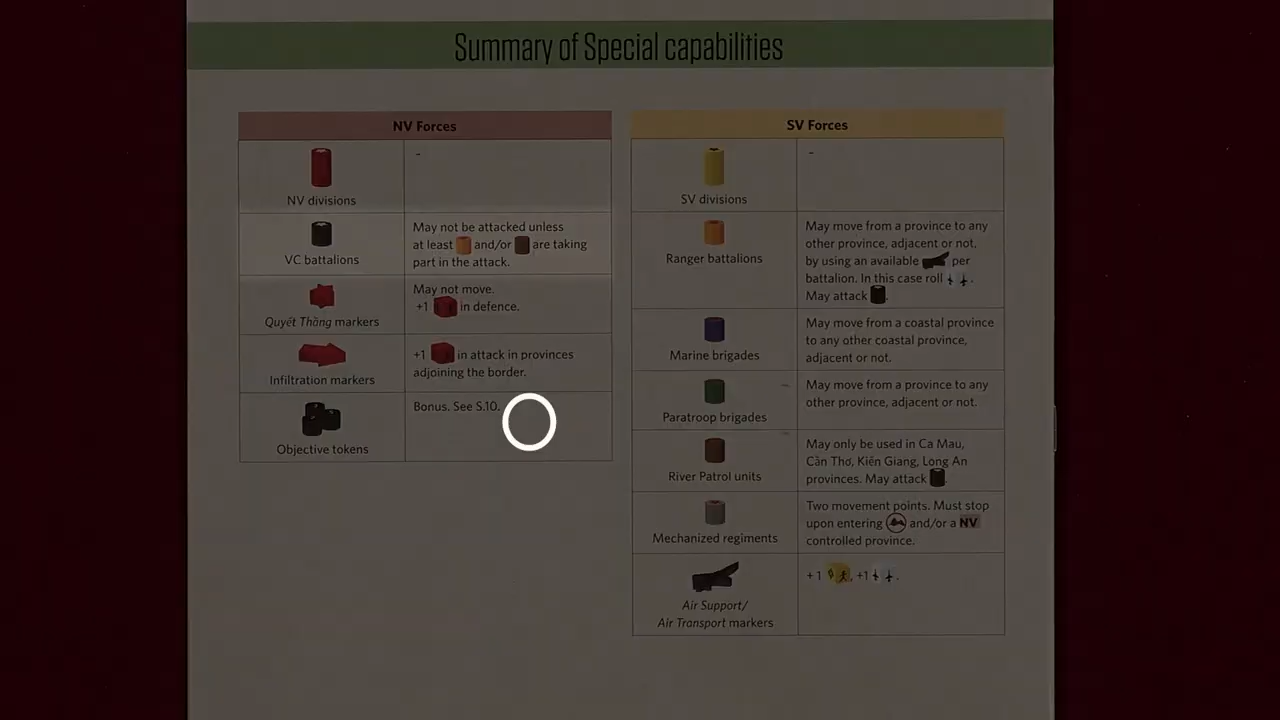 Summary of Special capabilities
NV Forces
NV divisions
-
VC battalions
May not be attacked unless
at least and/or are taking
part in the attack.
Quyết Thắng markers
May not move.
+1 in defence.
Infiltration markers
+1 in attack in provinces
adjoining the border.
Objective tokens
Bonus. See S.10.
SV Forces
SV divisions
-
Ranger battalions
May move from a province to any
other province, adjacent or not,
by using an available per
battalion. In this case roll .
May attack .
Marine brigades
May move from a coastal province
to any other coastal province,
adjacent or not.
Paratroop brigades
May move from a province to any
other province, adjacent or not.
River Patrol units
May only be used in Ca Mau,
Cần Thơ, Kiên Giang, Long An
provinces. May attack .
Mechanized regiments
Two movement points. Must stop
upon entering and/or a NV
controlled province.
Air Support/
Air Transport markers
+1 , +1 .